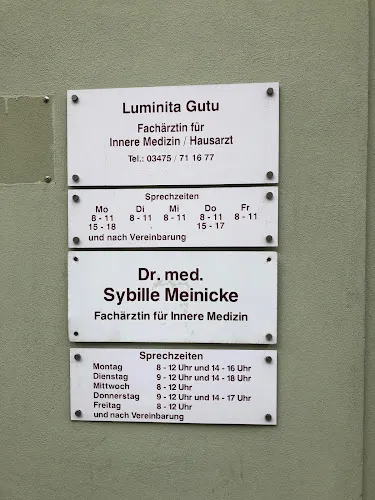 Luminita Gutu
Fachärztin für
Innere Medizin / Hausarzt
Tel.: 03475 / 71 16 77
Sprechzeiten
Mo Di Mi Do Fr
8 - 11 8 - 11 8 - 11 8 - 11 8 - 11
15 - 18 15 - 17
und nach Vereinbarung
Dr. med.
Sybille Meinicke
Fachärztin für Innere Medizin
Sprechzeiten
Montag 8 - 12 Uhr und 14 - 16 Uhr
Dienstag 9 - 12 Uhr und 14 - 18 Uhr
Mittwoch 8 - 12 Uhr
Donnerstag 9 - 12 Uhr und 14 - 17 Uhr
Freitag 8 - 12 Uhr
und nach Vereinbarung